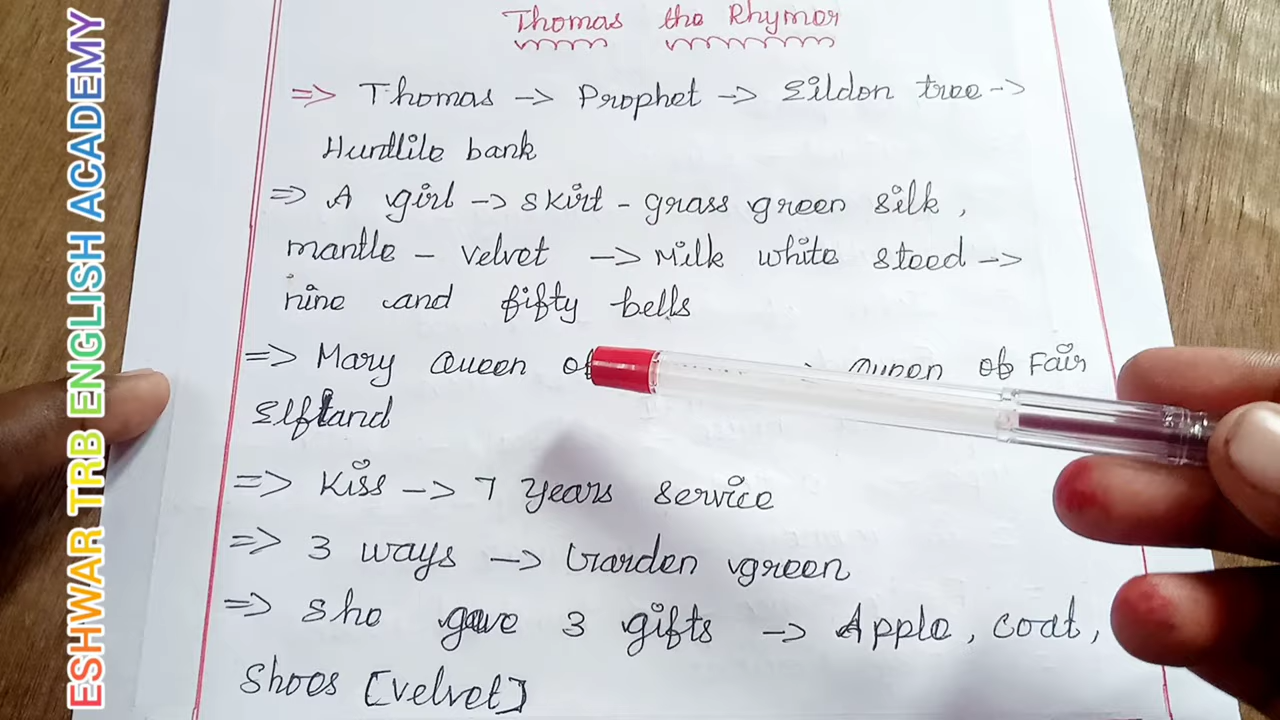 Thomas the Rhymer
=> Thomas -> Prophet -> Eildon tree ->
Huntlile bank
=> A girl -> skirt - grass green silk,
mantle - velvet -> Milk white steed ->
nine and fifty bells
=> Mary Queen of -> Queen of Fair
Elfland
=> Kiss -> 7 years service
=> 3 ways -> Garden green
=> She gave 3 gifts -> Apple, coat,
Shoes [velvet]
ESHWAR TRB ENGLISH ACADEMY